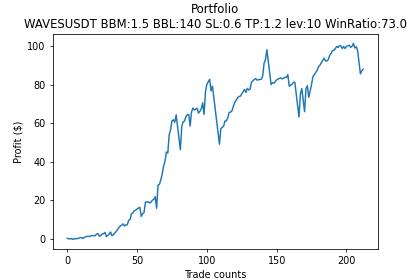 Portfolio
WAVESUSDT BBM:1.5 BBL:140 SL:0.6 TP:1.2 lev:10 WinRatio:73.0
100
80
60
40
20
0
Profit ($)
0 50 100 150 200
Trade counts